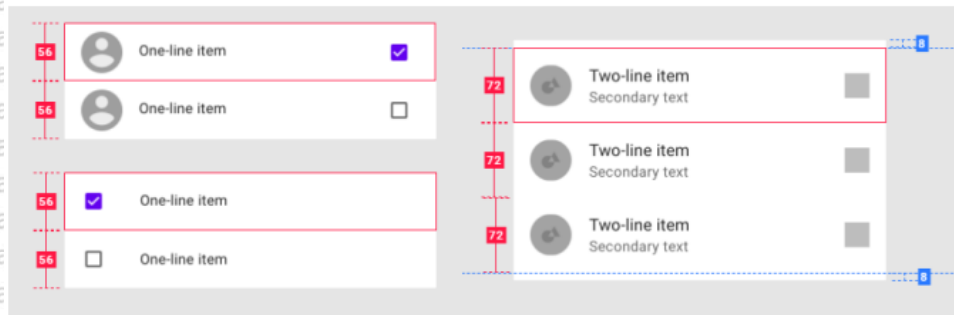 56
One-line item
56
One-line item
56
One-line item
56
One-line item
8
72
Two-line item
Secondary text
72
Two-line item
Secondary text
72
Two-line item
Secondary text
8